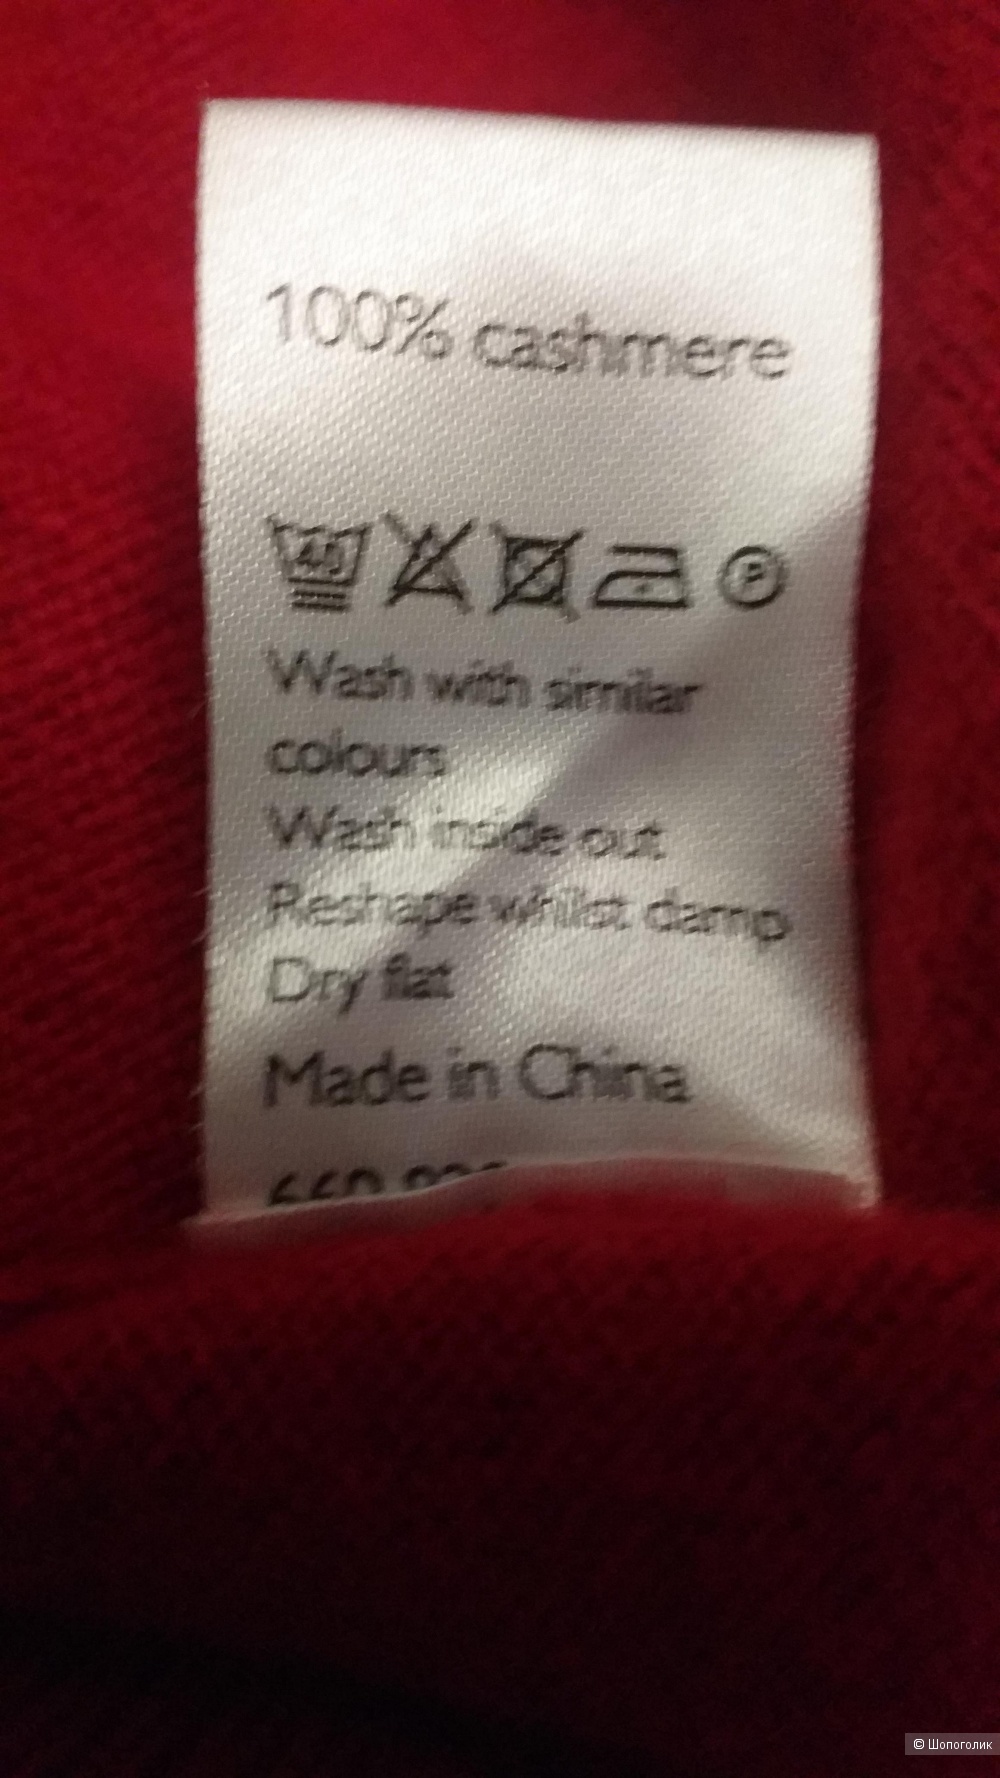 100% cashmere
40
P
Wash with similar
colours
Wash inside out
Reshape whilst damp
Dry flat
Made in China
© Шопоголик